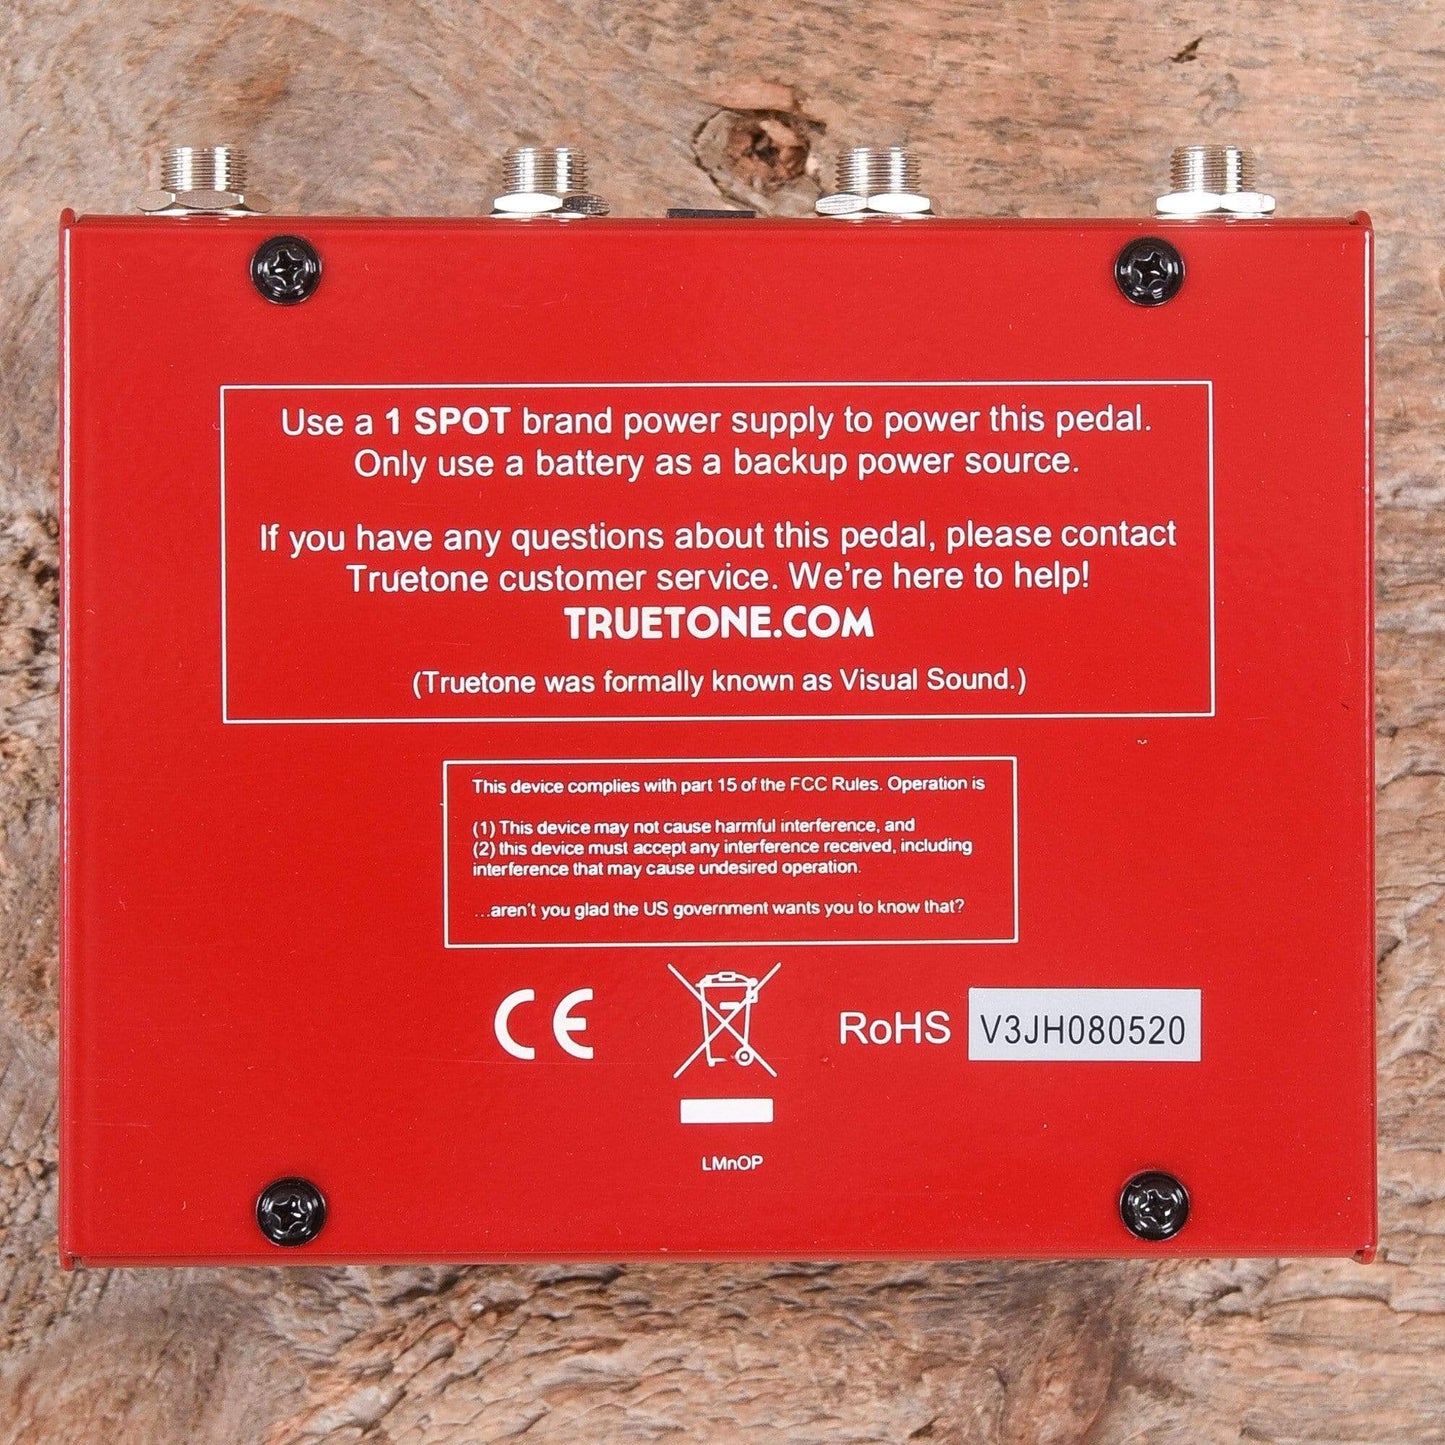 Use a 1 SPOT brand power supply to power this pedal.
Only use a battery as a backup power source.
If you have any questions about this pedal, please contact
Truetone customer service. We're here to help!
TRUETONE.COM
(Truetone was formally known as Visual Sound.)
This device complies with part 15 of the FCC Rules. Operation is
(1) This device may not cause harmful interference, and
(2) this device must accept any interference received, including
interference that may cause undesired operation.
...aren't you glad the US government wants you to know that?
CE
RoHS V3JH080520
LMnOP